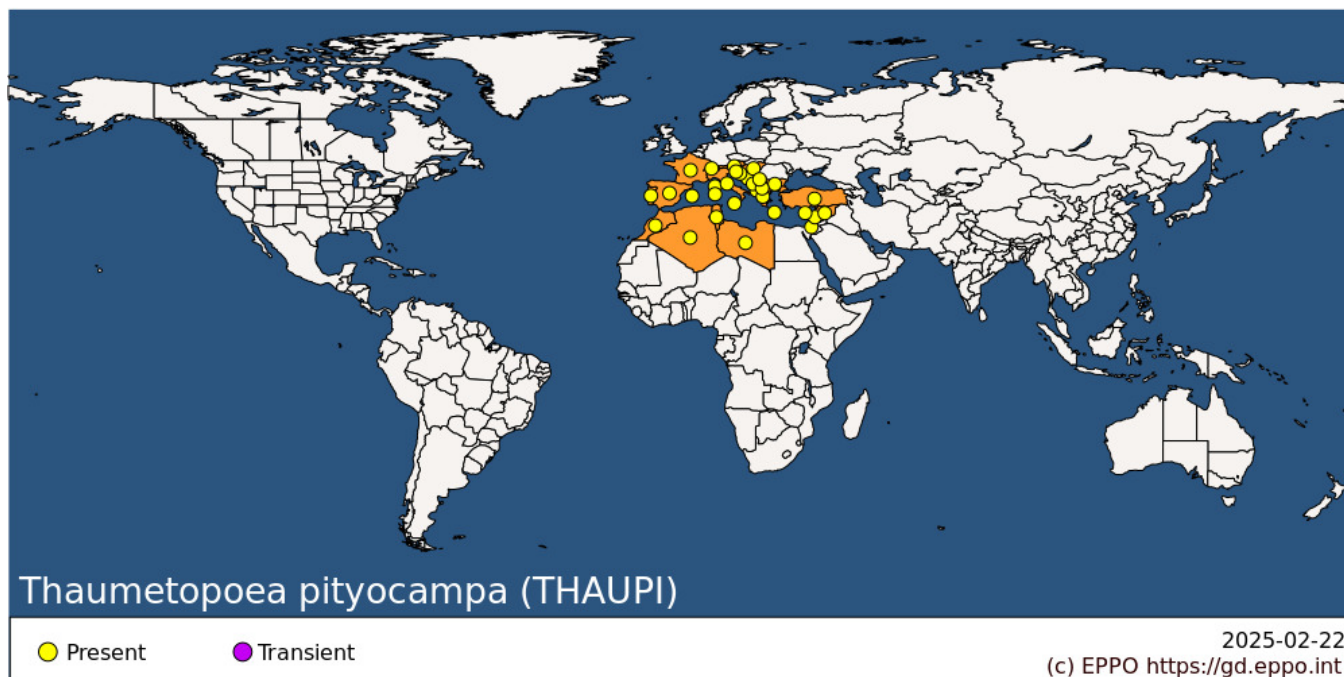 Thaumetopoea pityocampa (THAUPI)
Present
Transient
2025-02-22
(c) EPPO https://gd.eppo.int